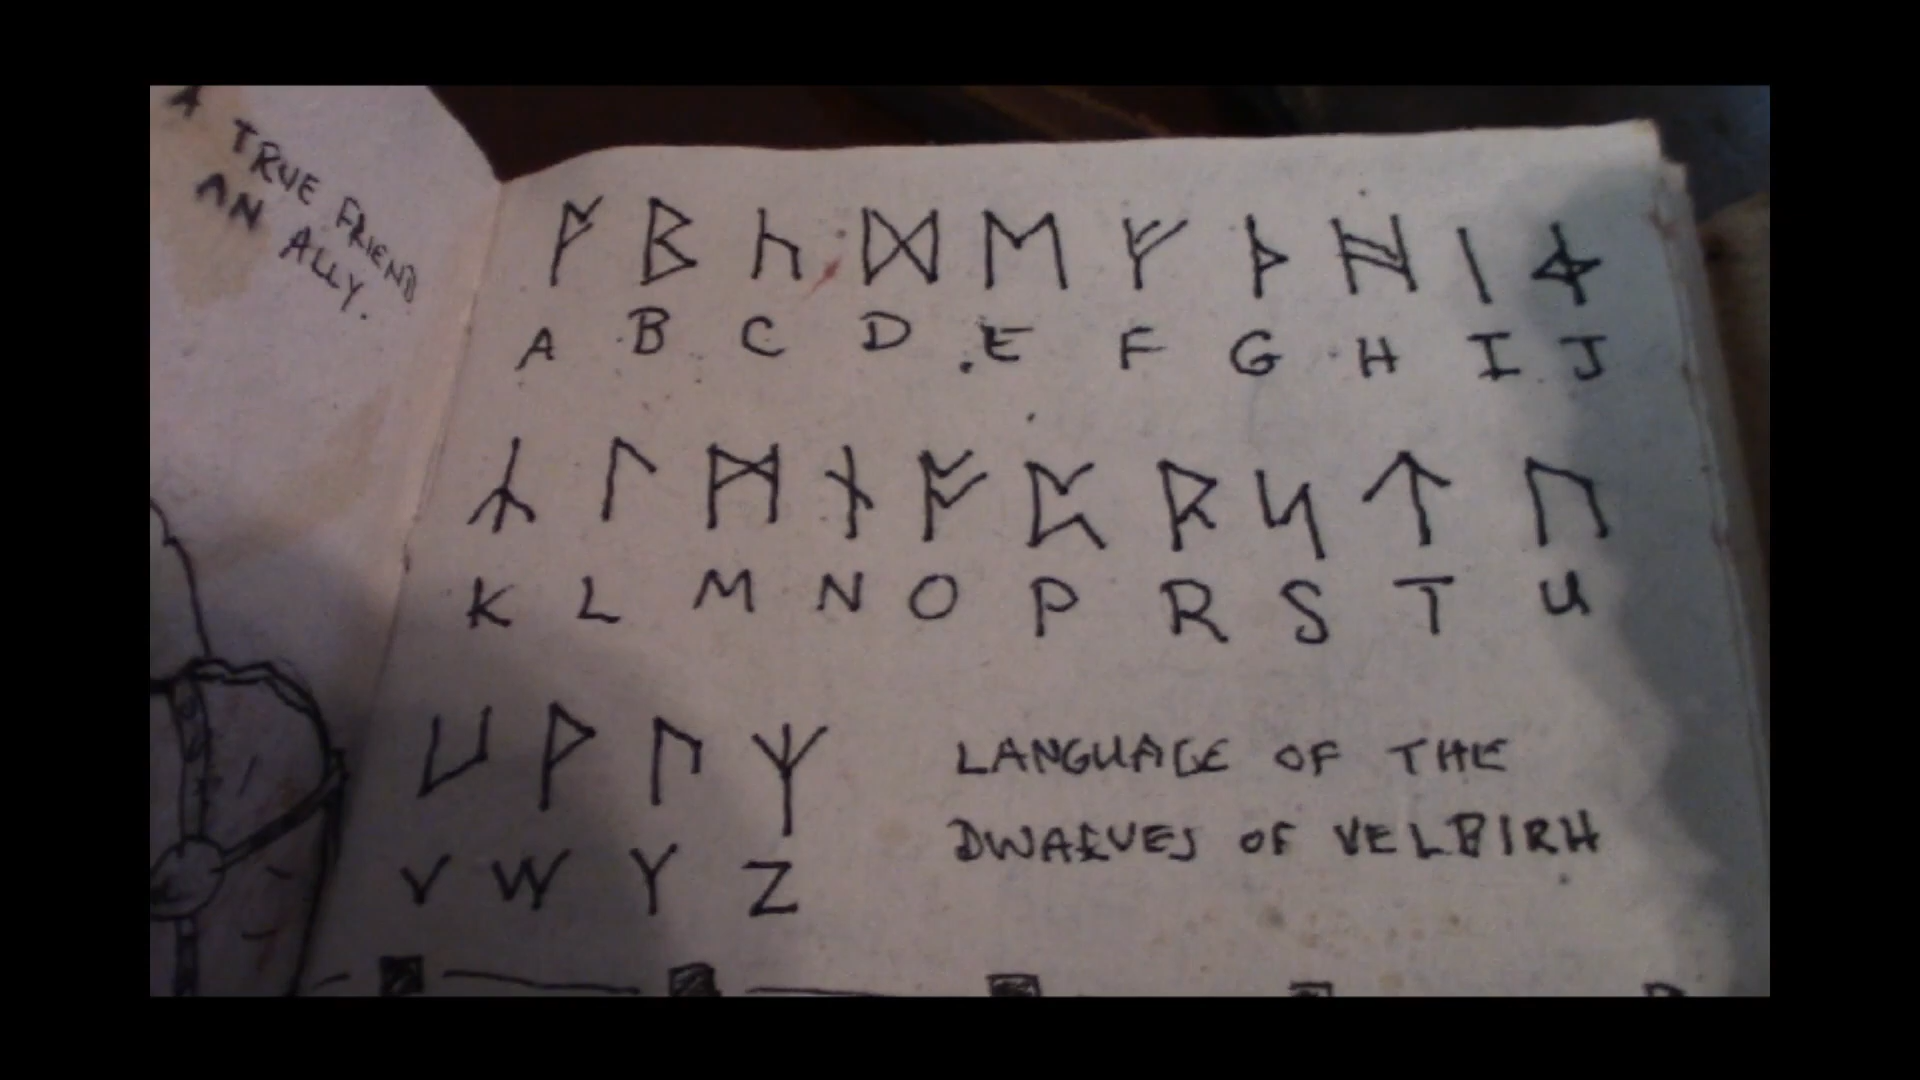 A
TRUE FRIEND
AN ALLY.
ᚨ ᛒ ᚢ ᛞ ᛖ ᚠ ᚦ ᚺ ᛁ ᛃ
A B C D E F G H I J
ᛣ ᛚ ᛗ ᚾ ᚩ ᛈ ᚱ ᛋ ᛏ ᚢ
K L M N O P R S T U
ᚹ ᚢ ᛉ
V W Y Z
LANGUAGE OF THE
DWARVES OF VELBIRH